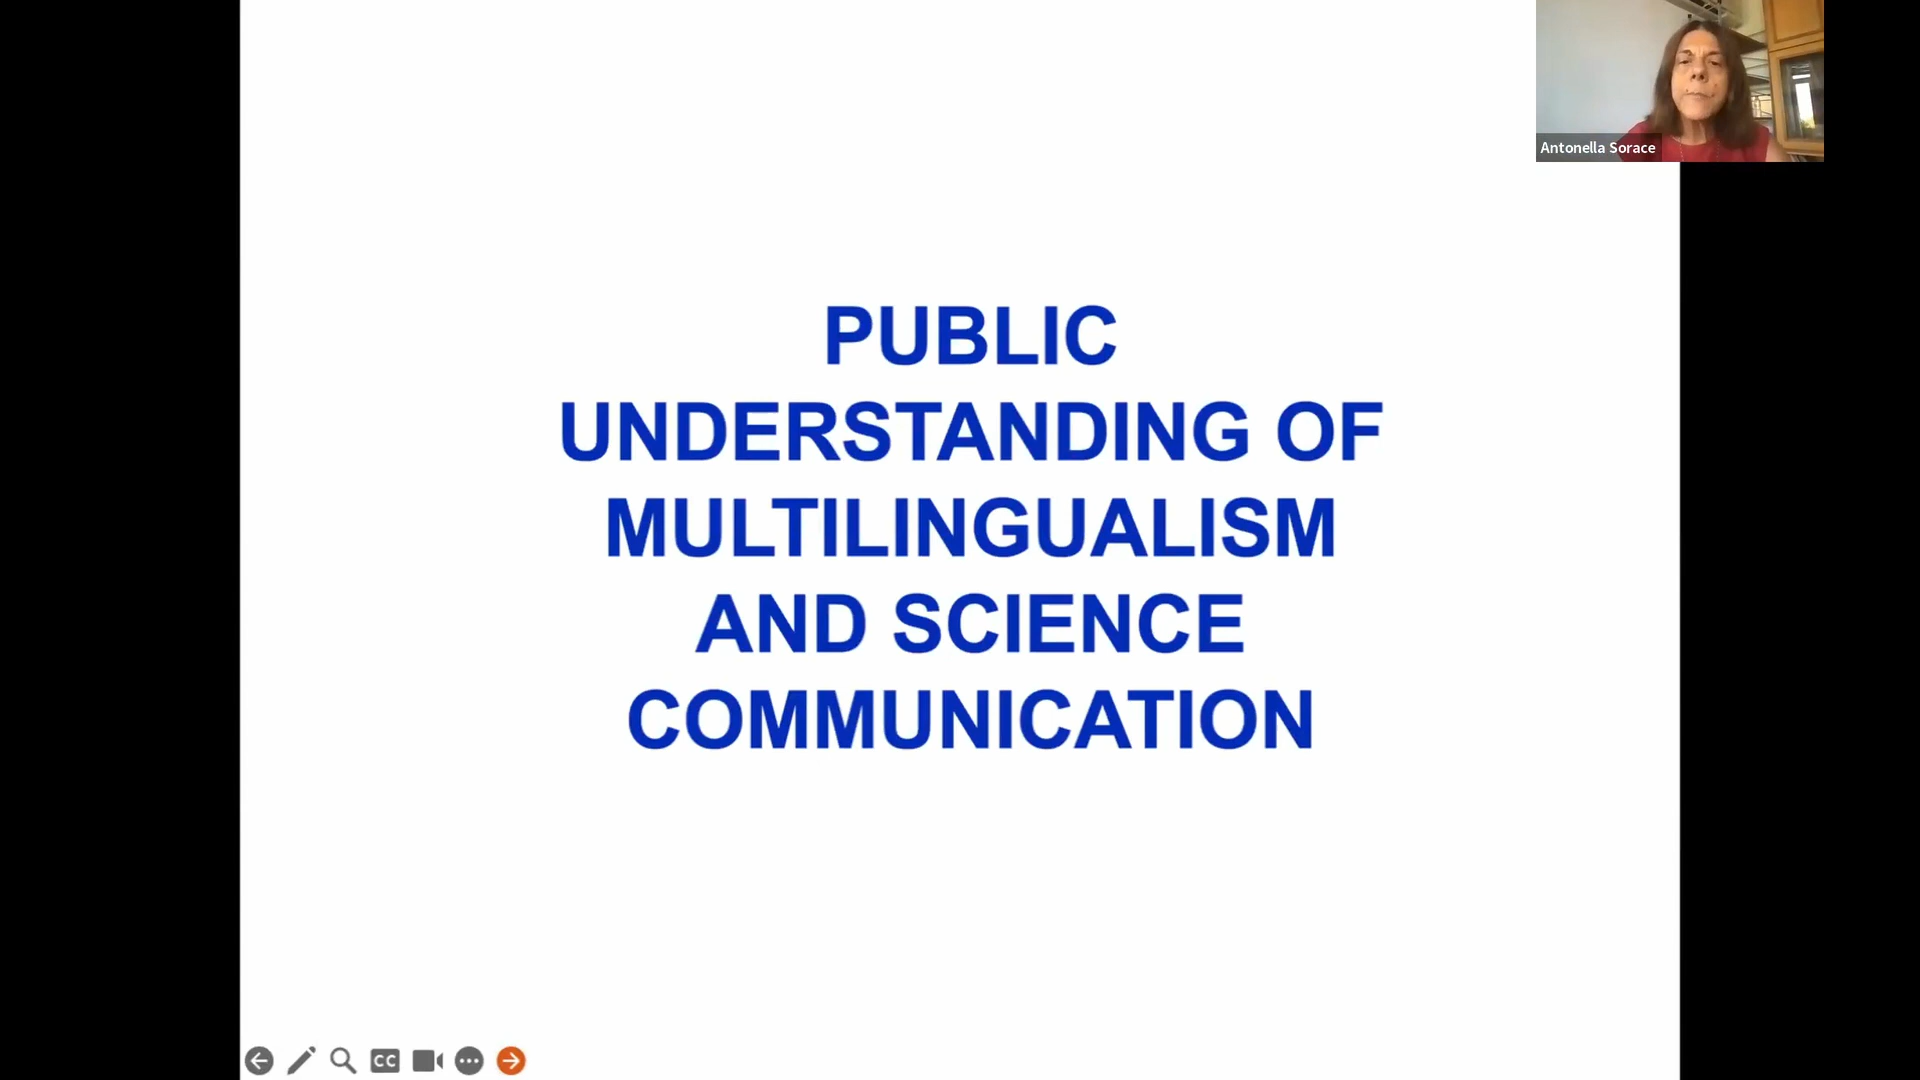 Antonella Sorace
PUBLIC
UNDERSTANDING OF
MULTILINGUALISM
AND SCIENCE
COMMUNICATION
CC